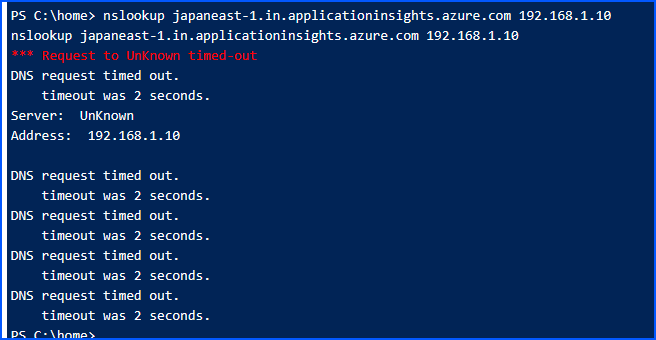 PS C:\home> nslookup japaneast-1.in.applicationinsights.azure.com 192.168.1.10
nslookup japaneast-1.in.applicationinsights.azure.com 192.168.1.10
*** Request to UnKnown timed-out
DNS request timed out.
    timeout was 2 seconds.
Server:  UnKnown
Address:  192.168.1.10

DNS request timed out.
    timeout was 2 seconds.
DNS request timed out.
    timeout was 2 seconds.
DNS request timed out.
    timeout was 2 seconds.
DNS request timed out.
    timeout was 2 seconds.
PS C:\home>